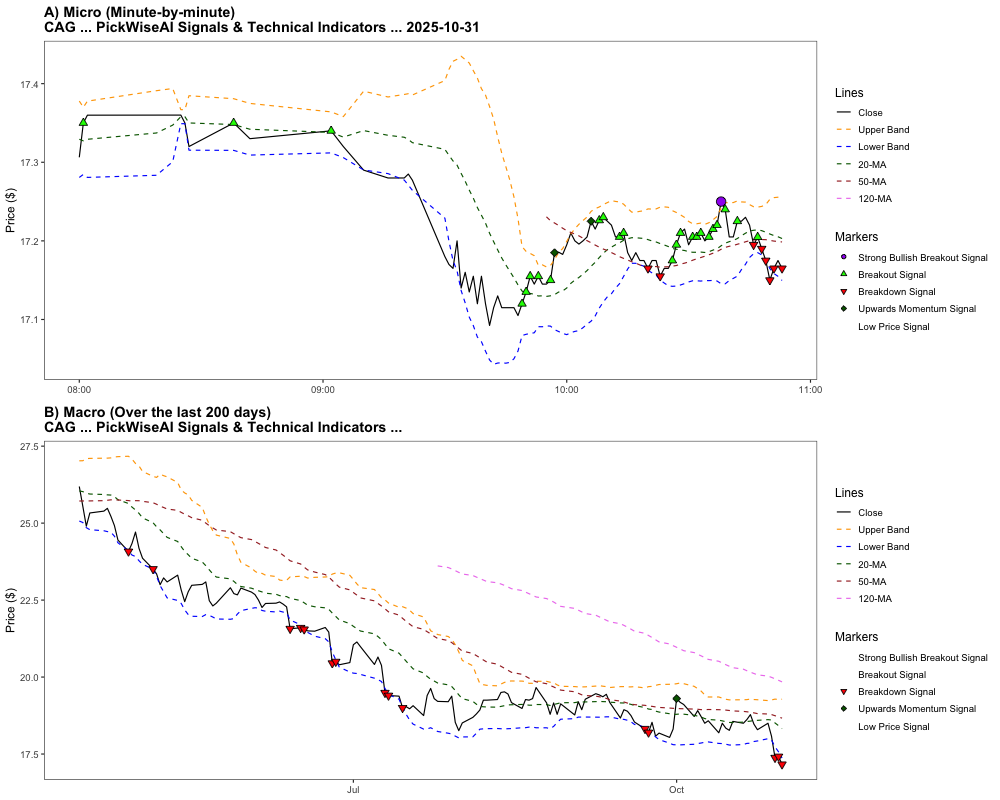 A) Micro (Minute-by-minute)
CAG ... PickWiseAI Signals & Technical Indicators ... 2025-10-31
Price ($)
17.4
17.3
17.2
17.1
08:00 09:00 10:00 11:00
Lines
Close
Upper Band
Lower Band
20-MA
50-MA
120-MA
Markers
Strong Bullish Breakout Signal
Breakout Signal
Breakdown Signal
Upwards Momentum Signal
Low Price Signal
B) Macro (Over the last 200 days)
CAG ... PickWiseAI Signals & Technical Indicators ...
Price ($)
27.5
25.0
22.5
20.0
17.5
Jul Oct
Lines
Close
Upper Band
Lower Band
20-MA
50-MA
120-MA
Markers
Strong Bullish Breakout Signal
Breakout Signal
Breakdown Signal
Upwards Momentum Signal
Low Price Signal